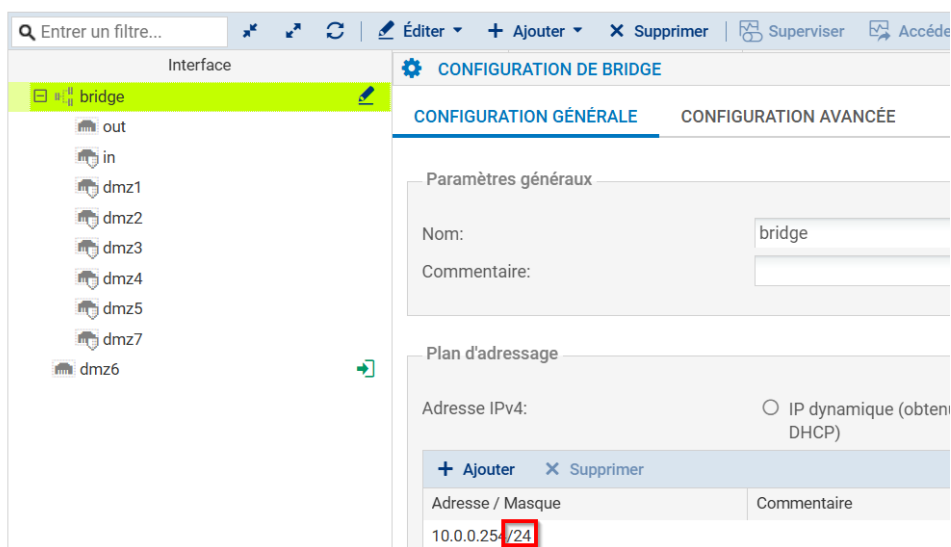 Entrer un filtre...
Éditer
Ajouter
Supprimer
Superviser
Accéde
Interface
bridge
out
in
dmz1
dmz2
dmz3
dmz4
dmz5
dmz7
dmz6
CONFIGURATION DE BRIDGE
CONFIGURATION GÉNÉRALE
CONFIGURATION AVANCÉE
Paramètres généraux
Nom:
bridge
Commentaire:
Plan d'adressage
Adresse IPv4:
IP dynamique (obtenu
DHCP)
Ajouter
Supprimer
Adresse / Masque
Commentaire
10.0.0.254/24